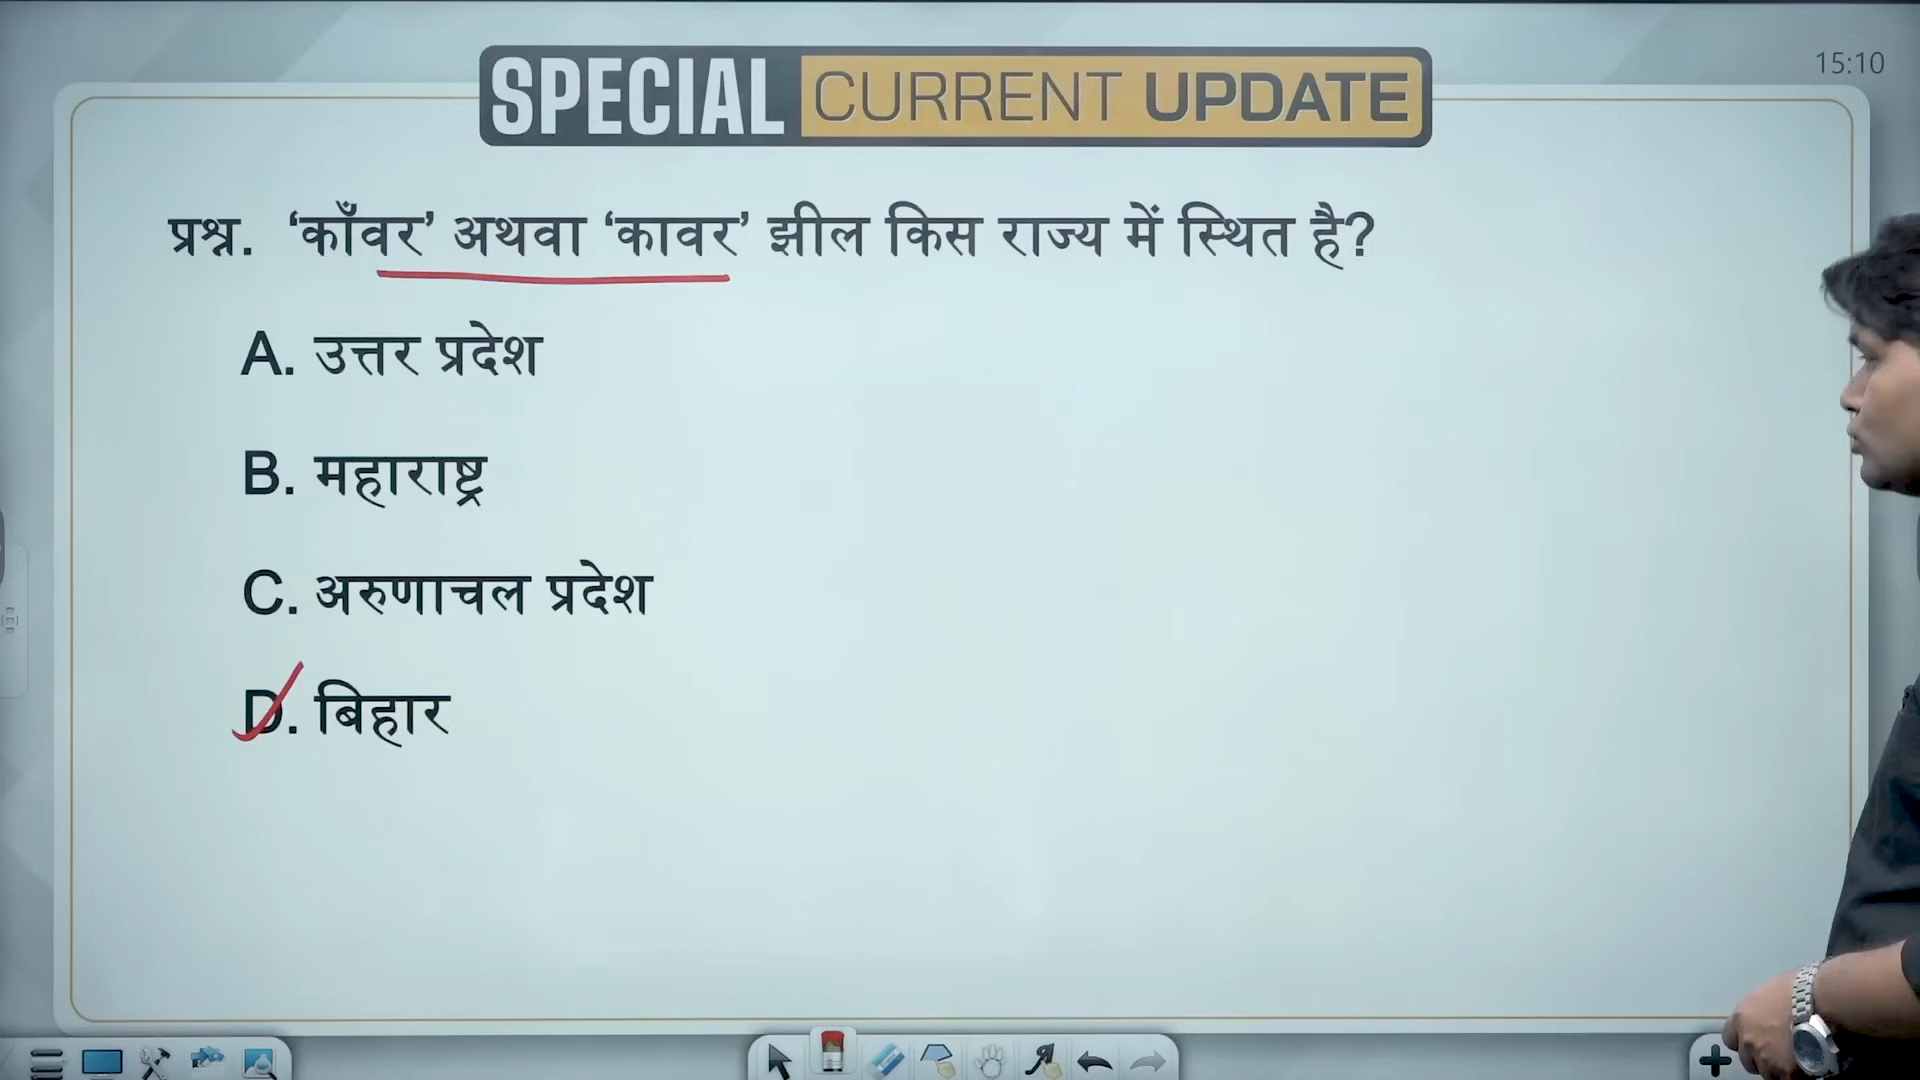 SPECIAL CURRENT UPDATE
15:10
प्रश्न. ‘काँवर’ अथवा ‘कावर’ झील किस राज्य में स्थित है?
A. उत्तर प्रदेश
B. महाराष्ट्र
C. अरुणाचल प्रदेश
D. बिहार